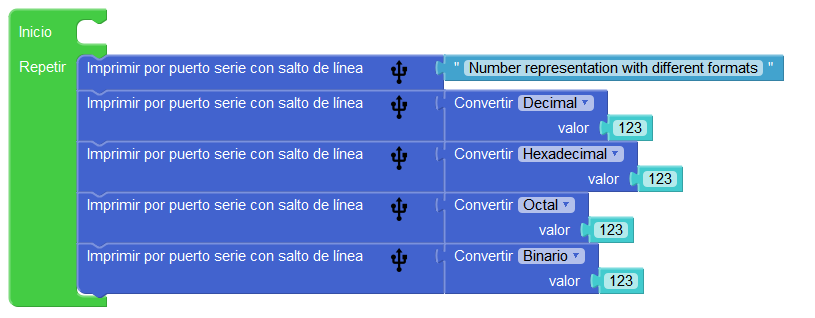 Inicio
Repetir Imprimir por puerto serie con salto de línea " Number representation with different formats "
Imprimir por puerto serie con salto de línea Convertir Decimal
valor 123
Imprimir por puerto serie con salto de línea Convertir Hexadecimal
valor 123
Imprimir por puerto serie con salto de línea Convertir Octal
valor 123
Imprimir por puerto serie con salto de línea Convertir Binario
valor 123